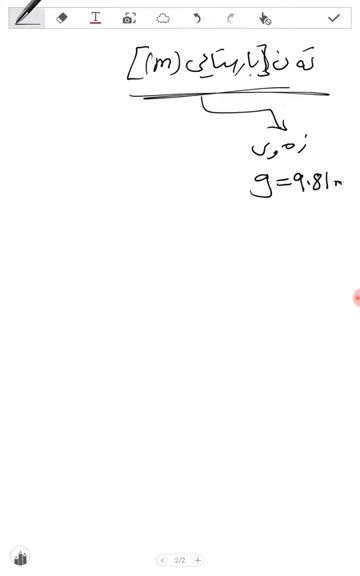 تەن [بارستایی (m)]
زەوی
g = 9.81 m
2/2